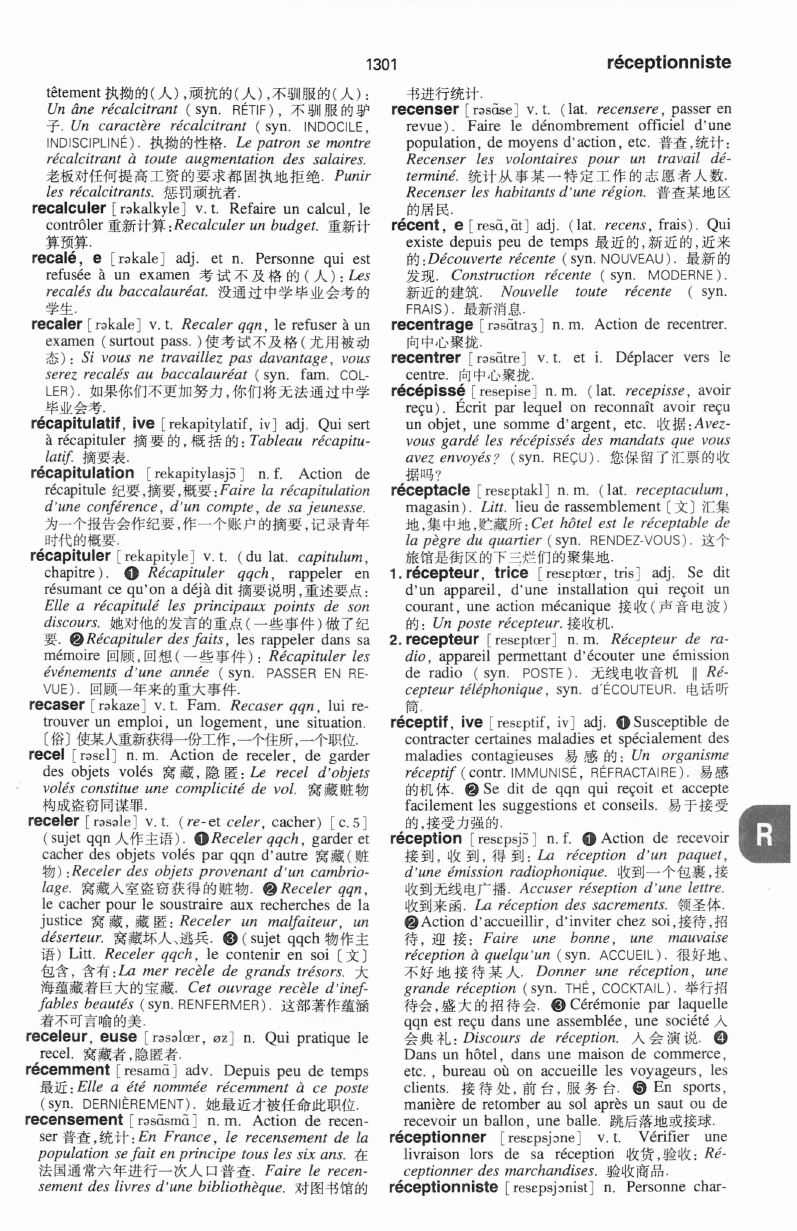 1301
réceptionniste
têtement 执拗的(人),顽抗的(人),不驯服的(人):
Un âne récalcitrant (syn. RÉTIF), 不驯服的驴
子. Un caractère récalcitrant (syn. INDOCILE,
INDISCIPLINÉ). 执拗的性格. Le patron se montre
récalcitrant à toute augmentation des salaires.
老板对任何提高工资的要求都固执地拒绝. Punir
les récalcitrants. 惩罚顽抗者.
recalculer [rəkalkyle] v. t. Refaire un calcul, le
contrôler 重新计算:Recalculer un budget. 重新计
算预算.
recalé, e [rəkale] adj. et n. Personne qui est
refusée à un examen 考试不及格的(人):Les
recalés du baccalauréat. 没通过中学毕业会考的
学生.
recaler [rəkale] v. t. Recaler qqn, le refuser à un
examen (surtout pass.)使考试不及格(尤用被动
态): Si vous ne travaillez pas davantage, vous
serez recalés au baccalauréat (syn. fam. COL-
LER). 如果你们不更加努力,你们将无法通过中学
毕业会考.
récapitulatif, ive [rekapitylatif, iv] adj. Qui sert
à récapituler 摘要的,概括的:Tableau récapitu-
latif. 摘要表.
récapitulation [rekapitylasjɔ̃] n. f. Action de
récapitule 纪要,摘要,概要:Faire la récapitulation
d'une conférence, d'un compte, de sa jeunesse.
为一个报告会作纪要,作一个账户的摘要,记录青年
时代的概要.
récapituler [rekapityle] v. t. (du lat. capitulum,
chapitre). ❶ Récapituler qqch, rappeler en
résumant ce qu'on a déjà dit 摘要说明,重述要点:
Elle a récapitulé les principaux points de son
discours. 她对他的发言的重点(一些事件)做了纪
要. ❷Récapituler des faits, les rappeler dans sa
mémoire 回顾,回想(一些事件): Récapituler les
événements d'une année (syn. PASSER EN RE-
VUE). 回顾一年来的重大事件.
recaser [rəkaze] v. t. Fam. Recaser qqn, lui re-
trouver un emploi, un logement, une situation.
[俗]使某人重新获得一份工作,一个住所,一个职位.
recel [rəsɛl] n. m. Action de receler, de garder
des objets volés 窝藏,隐匿:Le recel d'objets
volés constitue une complicité de vol. 窝藏赃物
构成盗窃同谋罪.
receler [rəsəle] v. t. (re- et celer, cacher) [c. 5]
(sujet qqn 人作主语). ❶Receler qqch, garder et
cacher des objets volés par qqn d'autre 窝藏(赃
物):Receler des objets provenant d'un cambrio-
lage. 窝藏入室盗窃获得的赃物. ❷Receler qqn,
le cacher pour le soustraire aux recherches de la
justice 窝藏,藏匿: Receler un malfaiteur, un
déserteur. 窝藏坏人、逃兵. ❸(sujet qqch 物作主
语) Litt. Receler qqch, le contenir en soi [文]
包含, 含有:La mer recèle de grands trésors. 大
海蕴藏着巨大的宝藏. Cet ouvrage recèle d'inef-
fables beautés (syn. RENFERMER). 这部著作蕴涵
着不可言喻的美.
receleur, euse [rəsəlœr, øz] n. Qui pratique le
recel. 窝藏者,隐匿者.
récemment [resamã] adv. Depuis peu de temps
最近:Elle a été nommée récemment à ce poste
(syn. DERNIÈREMENT). 她最近才被任命此职位.
recensement [rəsãsmã] n. m. Action de recen-
ser 普查,统计:En France, le recensement de la
population se fait en principe tous les six ans. 在
法国通常六年进行一次人口普查. Faire le recen-
sement des livres d'une bibliothèque. 对图书馆的
书进行统计.
recenser [rəsãse] v. t. (lat. recensere, passer en
revue). Faire le dénombrement officiel d'une
population, de moyens d'action, etc. 普查,统计:
Recenser les volontaires pour un travail dé-
terminé. 统计从事某一特定工作的志愿者人数.
Recenser les habitants d'une région. 普查某地区
的居民.
récent, e [resã, ãt] adj. (lat. recens, frais). Qui
existe depuis peu de temps 最近的,新近的,近来
的:Découverte récente (syn. NOUVEAU). 最新的
发现. Construction récente (syn. MODERNE).
新近的建筑. Nouvelle toute récente ( syn.
FRAIS). 最新消息.
recentrage [rəsãtraʒ] n. m. Action de recentrer.
向中心聚拢.
recentrer [rəsãtre] v. t. et i. Déplacer vers le
centre. 向中心聚拢.
récépissé [resepise] n. m. (lat. recepisse, avoir
reçu). Écrit par lequel on reconnaît avoir reçu
un objet, une somme d'argent, etc. 收据:Avez-
vous gardé les récépissés des mandats que vous
avez envoyés? (syn. REÇU). 您保留了汇票的收
据吗?
réceptacle [resɛptakl] n. m. (lat. receptaculum,
magasin). Litt. lieu de rassemblement [文] 汇集
地,集中地,贮藏所:Cet hôtel est le réceptable de
la pègre du quartier (syn. RENDEZ-VOUS). 这个
旅馆是街区的下三烂们的聚集地.
1. récepteur, trice [resɛptœr, tris] adj. Se dit
d'un appareil, d'une installation qui reçoit un
courant, une action mécanique 接收(声音电波)
的: Un poste récepteur. 接收机.
2. recepteur [resɛptœr] n. m. Récepteur de ra-
dio, appareil permettant d'écouter une émission
de radio (syn. POSTE). 无线电收音机 ‖ Ré-
cepteur téléphonique, syn. d'ÉCOUTEUR. 电话听
筒.
réceptif, ive [resɛptif, iv] adj. ❶Susceptible de
contracter certaines maladies et spécialement des
maladies contagieuses 易感的: Un organisme
réceptif (contr. IMMUNISÉ, RÉFRACTAIRE). 易感
的机体. ❷ Se dit de qqn qui reçoit et accepte
facilement les suggestions et conseils. 易于接受
的,接受力强的.
réception [resɛpsjɔ̃] n. f. ❶ Action de recevoir
接到, 收到, 得到: La réception d'un paquet,
d'une émission radiophonique. 收到一个包裹,接
收到无线电广播. Accuser réseption d'une lettre.
收到来函. La réception des sacrements. 领圣体.
❷Action d'accueillir, d'inviter chez soi,接待,招
待, 迎接: Faire une bonne, une mauvaise
réception à quelqu'un (syn. ACCUEIL). 很好地、
不好地接待某人. Donner une réception, une
grande réception (syn. THÉ, COCKTAIL). 举行招
待会,盛大的招待会. ❸ Cérémonie par laquelle
qqn est reçu dans une assemblée, une société 入
会典礼: Discours de réception. 入会演说. ❹
Dans un hôtel, dans une maison de commerce,
etc., bureau où on accueille les voyageurs, les
clients. 接待处,前台,服务台. ❺ En sports,
manière de retomber au sol après un saut ou de
recevoir un ballon, une balle. 跳后落地或接球.
réceptionner [resɛpsjɔne] v. t. Vérifier une
livraison lors de sa réception 收货,验收: Ré-
ceptionner des marchandises. 验收商品.
réceptionniste [resɛpsjɔnist] n. Personne char-
R